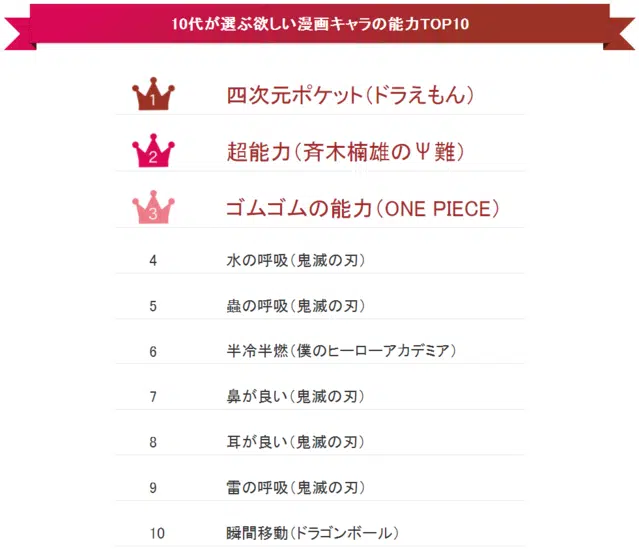 10代が選ぶ欲しい漫画キャラの能力TOP10
1 四次元ポケット(ドラえもん)
2 超能力(斉木楠雄のΨ難)
3 ゴムゴムの能力(ONE PIECE)
4 水の呼吸(鬼滅の刃)
5 蟲の呼吸(鬼滅の刃)
6 半冷半燃(僕のヒーローアカデミア)
7 鼻が良い(鬼滅の刃)
8 耳が良い(鬼滅の刃)
9 雷の呼吸(鬼滅の刃)
10 瞬間移動(ドラゴンボール)